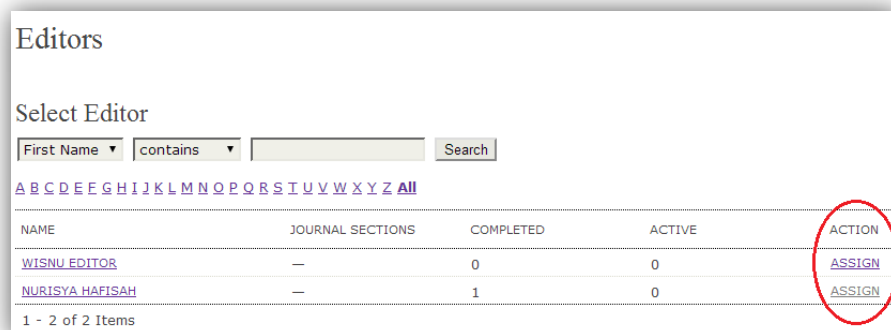 Editors
Select Editor
First Name contains Search
A B C D E F G H I J K L M N O P Q R S T U V W X Y Z All
NAME JOURNAL SECTIONS COMPLETED ACTIVE ACTION
WISNU EDITOR — 0 0 ASSIGN
NURISYA HAFISAH — 1 0 ASSIGN
1 - 2 of 2 Items